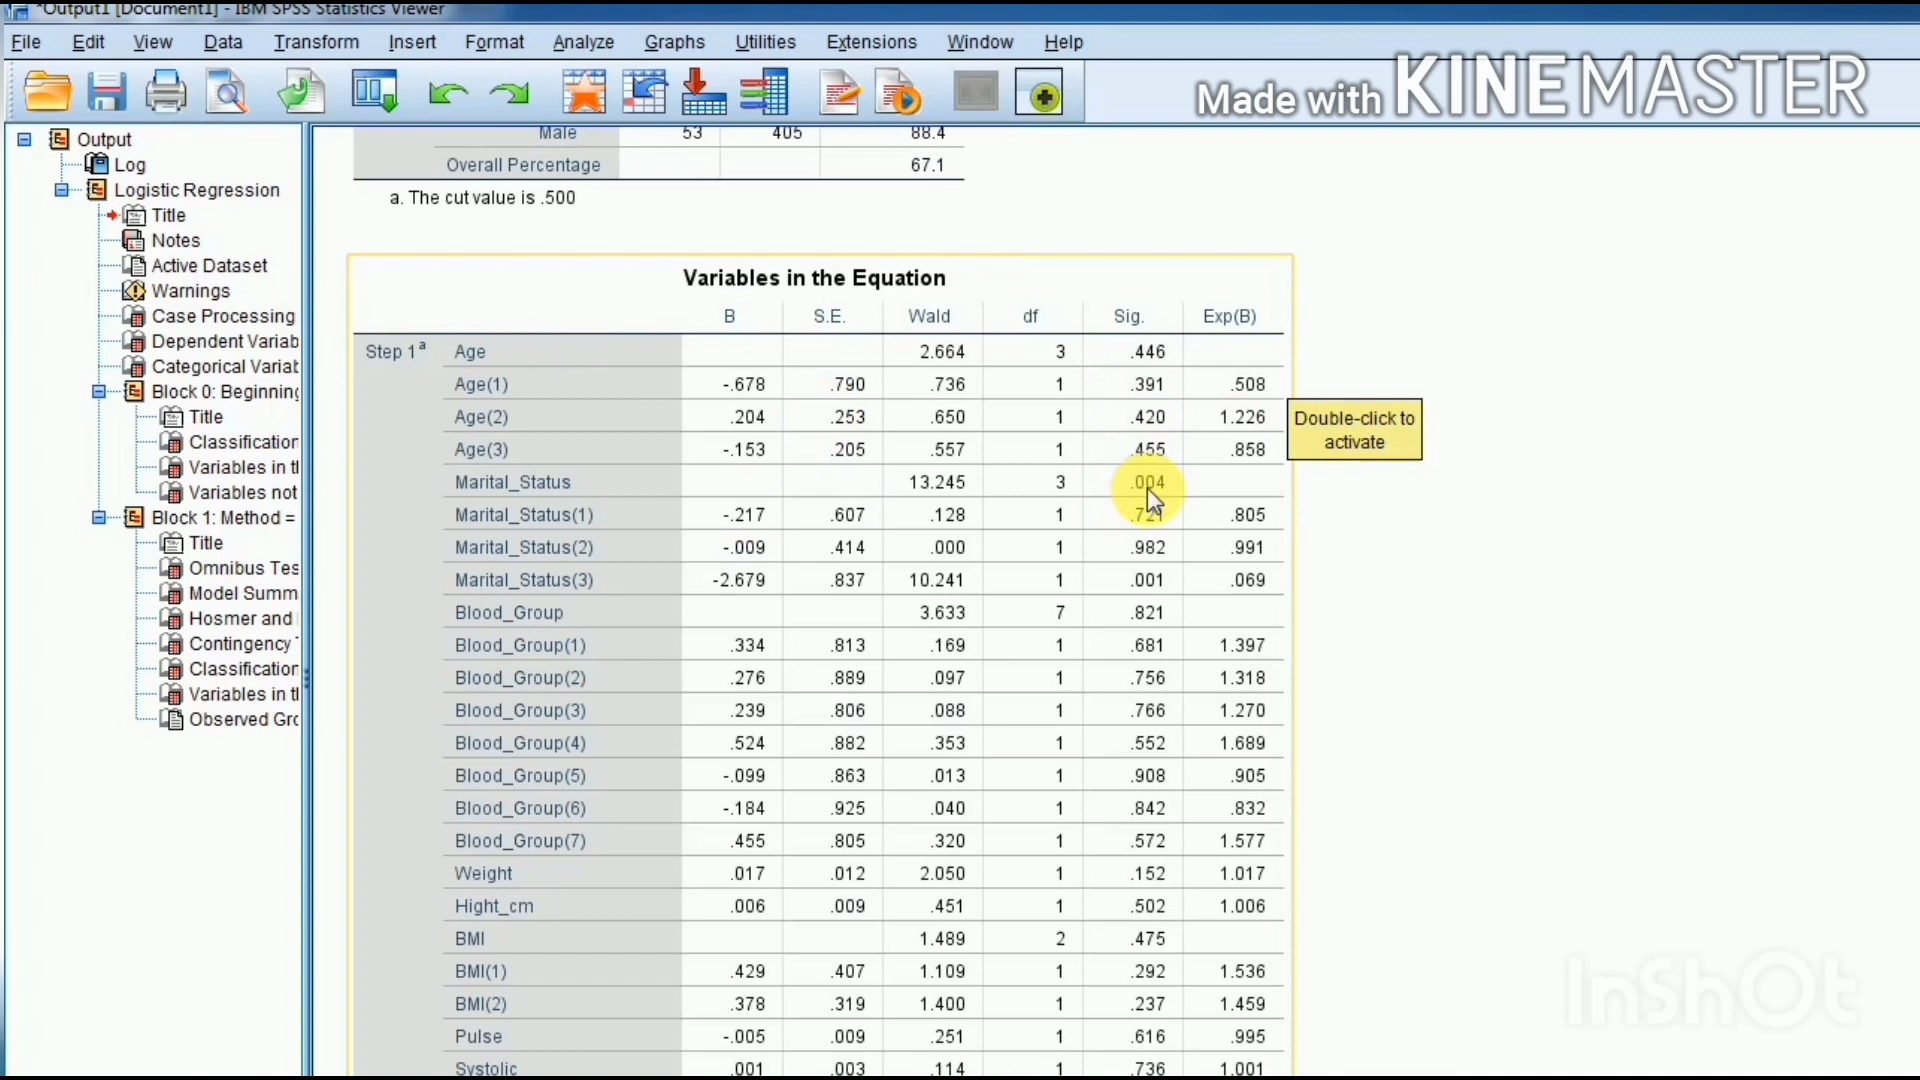 *Output1 [Document1] - IBM SPSS Statistics Viewer
File Edit View Data Transform Insert Format Analyze Graphs Utilities Extensions Window Help
Made with KINEMASTER
Output
Log
Logistic Regression
Title
Notes
Active Dataset
Warnings
Case Processing
Dependent Variab
Categorical Variat
Block 0: Beginning
Title
Classification
Variables in tl
Variables not
Block 1: Method =
Title
Omnibus Tes
Model Summ
Hosmer and
Contingency
Classification
Variables in tl
Observed Gro
Male 53 405 88.4
Overall Percentage 67.1
a. The cut value is .500
Variables in the Equation
B S.E. Wald df Sig. Exp(B)
Step 1a Age 2.664 3 .446
Age(1) -.678 .790 .736 1 .391 .508
Age(2) .204 .253 .650 1 .420 1.226
Age(3) -.153 .205 .557 1 .455 .858
Marital_Status 13.245 3 .004
Marital_Status(1) -.217 .607 .128 1 .721 .805
Marital_Status(2) -.009 .414 .000 1 .982 .991
Marital_Status(3) -2.679 .837 10.241 1 .001 .069
Blood_Group 3.633 7 .821
Blood_Group(1) .334 .813 .169 1 .681 1.397
Blood_Group(2) .276 .889 .097 1 .756 1.318
Blood_Group(3) .239 .806 .088 1 .766 1.270
Blood_Group(4) .524 .882 .353 1 .552 1.689
Blood_Group(5) -.099 .863 .013 1 .908 .905
Blood_Group(6) -.184 .925 .040 1 .842 .832
Blood_Group(7) .455 .805 .320 1 .572 1.577
Weight .017 .012 2.050 1 .152 1.017
Hight_cm .006 .009 .451 1 .502 1.006
BMI 1.489 2 .475
BMI(1) .429 .407 1.109 1 .292 1.536
BMI(2) .378 .319 1.400 1 .237 1.459
Pulse -.005 .009 .251 1 .616 .995
Systolic .001 .003 .114 1 .736 1.001
Double-click to
activate
InShOt